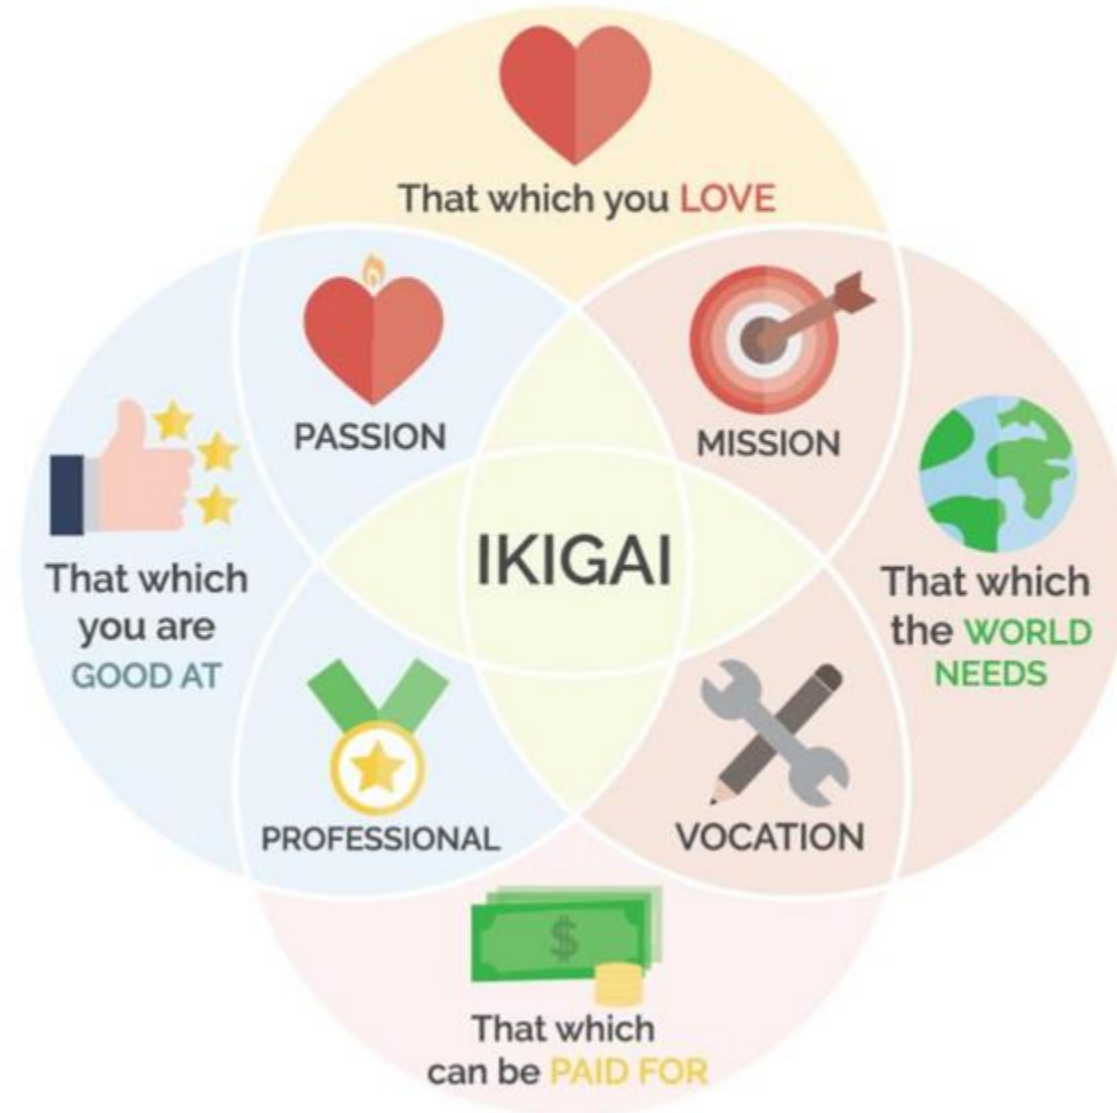 That which you LOVE
PASSION
MISSION
That which
you are
GOOD AT
IKIGAI
That which
the WORLD
NEEDS
PROFESSIONAL
VOCATION
$
That which
can be PAID FOR